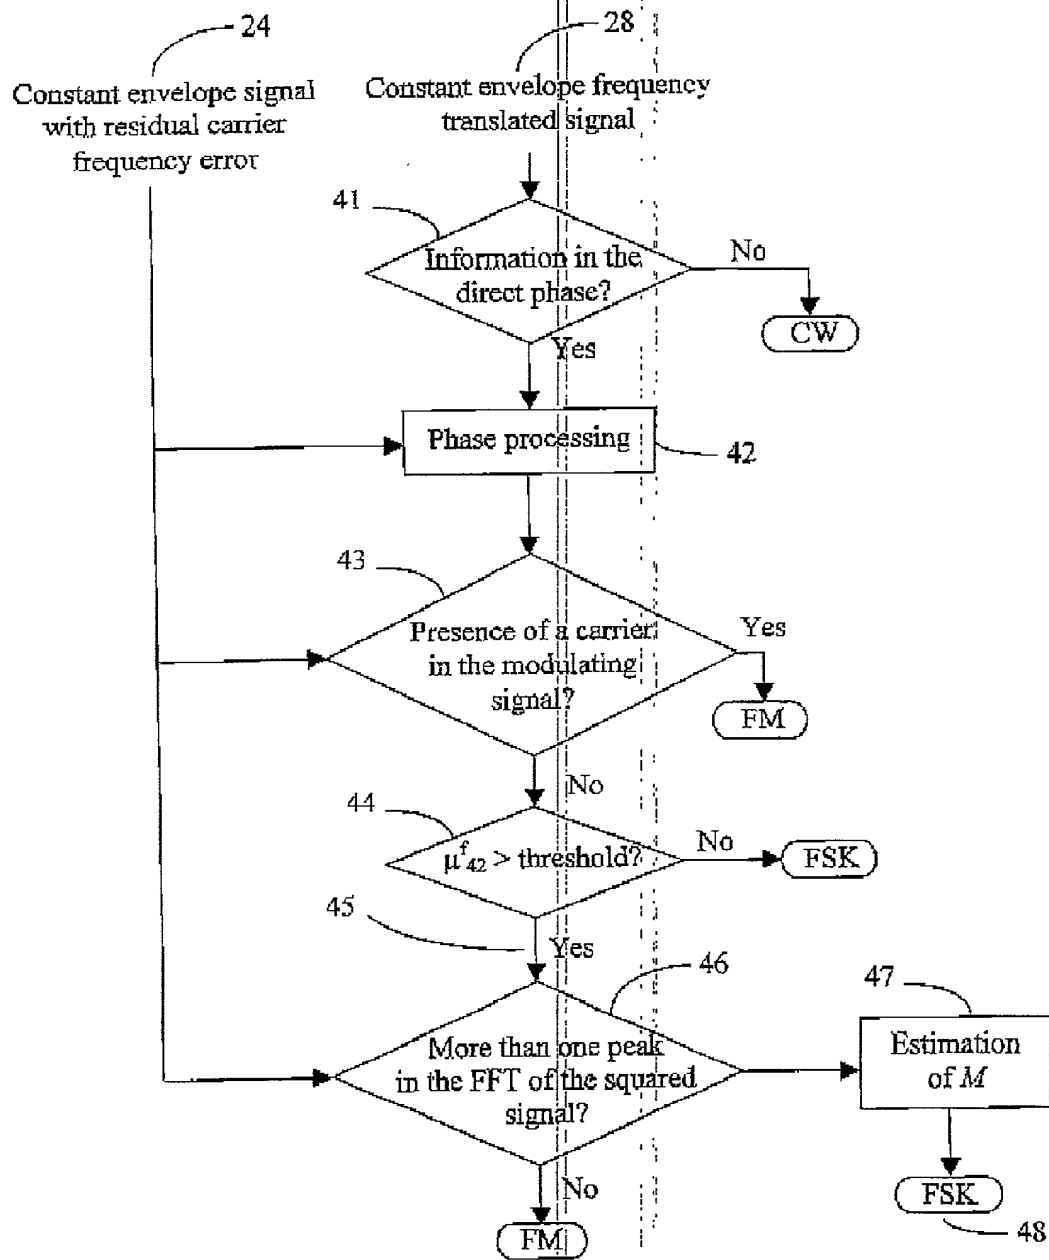 24
Constant envelope signal
with residual carrier
frequency error
28
Constant envelope frequency
translated signal
41
Information in the
direct phase?
No
CW
Yes
Phase processing
42
43
Presence of a carrier
in the modulating
signal?
Yes
FM
No
44
μᶠ₄₂ > threshold?
No
FSK
45
Yes
46
More than one peak
in the FFT of the squared
signal?
47
Estimation
of M
No
FM
FSK
48